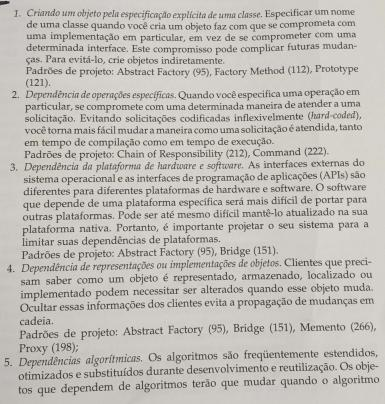 1. Criando um objeto pela especificação explícita de uma classe. Especificar um nome
de uma classe quando você cria um objeto faz com que se comprometa com
uma implementação em particular, em vez de se comprometer com uma
determinada interface. Este compromisso pode complicar futuras mudan-
ças. Para evitá-lo, crie objetos indiretamente.
Padrões de projeto: Abstract Factory (95), Factory Method (112), Prototype
(121).
2. Dependência de operações específicas. Quando você especifica uma operação em
particular, se compromete com uma determinada maneira de atender a uma
solicitação. Evitando solicitações codificadas inflexivelmente (hard-coded),
você torna mais fácil mudar a maneira como uma solicitação é atendida, tanto
em tempo de compilação como em tempo de execução.
Padrões de projeto: Chain of Responsibility (212), Command (222).
3. Dependência da plataforma de hardware e software. As interfaces externas do
sistema operacional e as interfaces de programação de aplicações (APIs) são
diferentes para diferentes plataformas de hardware e software. O software
que depende de uma plataforma específica será mais difícil de portar para
outras plataformas. Pode ser até mesmo difícil mantê-lo atualizado na sua
plataforma nativa. Portanto, é importante projetar o seu sistema para a
limitar suas dependências de plataformas.
Padrões de projeto: Abstract Factory (95), Bridge (151).
4. Dependência de representações ou implementações de objetos. Clientes que preci-
sam saber como um objeto é representado, armazenado, localizado ou
implementado podem necessitar ser alterados quando esse objeto muda.
Ocultar essas informações dos clientes evita a propagação de mudanças em
cadeia.
Padrões de projeto: Abstract Factory (95), Bridge (151), Memento (266),
Proxy (198);
5. Dependências algorítmicas. Os algoritmos são freqüentemente estendidos,
otimizados e substituídos durante desenvolvimento e reutilização. Os obje-
tos que dependem de algoritmos terão que mudar quando o algoritmo